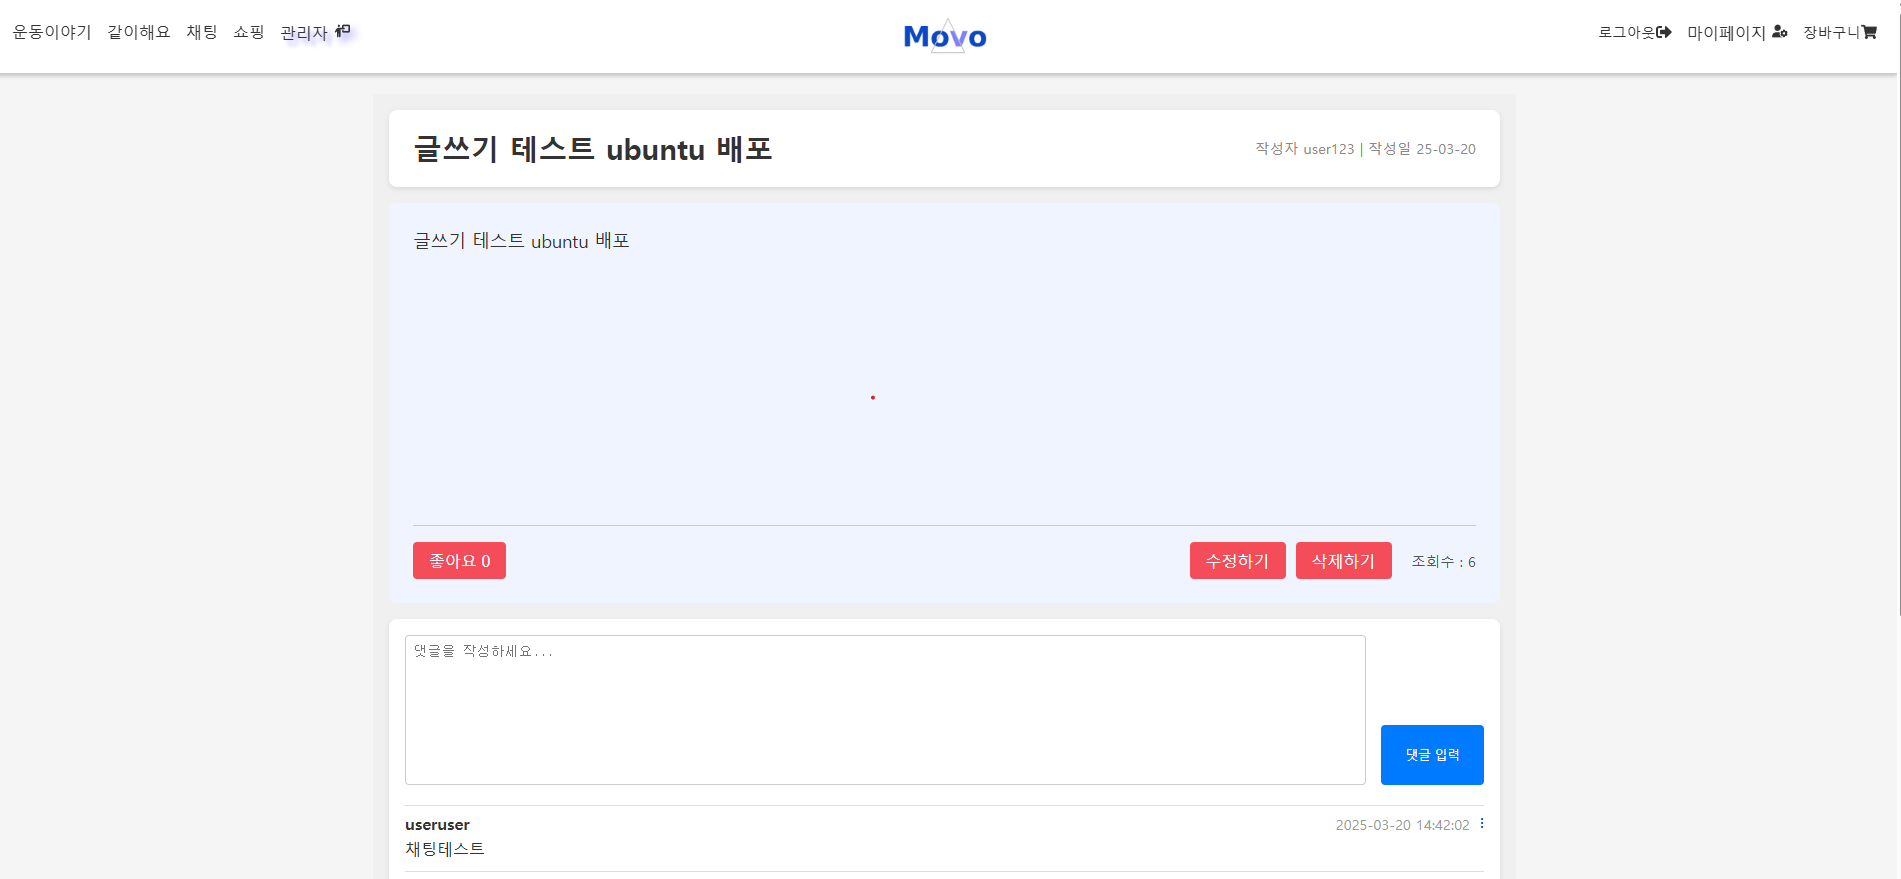 운동이야기 같이해요 채팅 쇼핑 관리자 Movo 로그아웃 마이페이지 장바구니
글쓰기 테스트 ubuntu 배포 작성자 user123 | 작성일 25-03-20
글쓰기 테스트 ubuntu 배포
좋아요 0 수정하기 삭제하기 조회수 : 6
댓글을 작성하세요...
댓글 입력
useruser 2025-03-20 14:42:02
채팅테스트